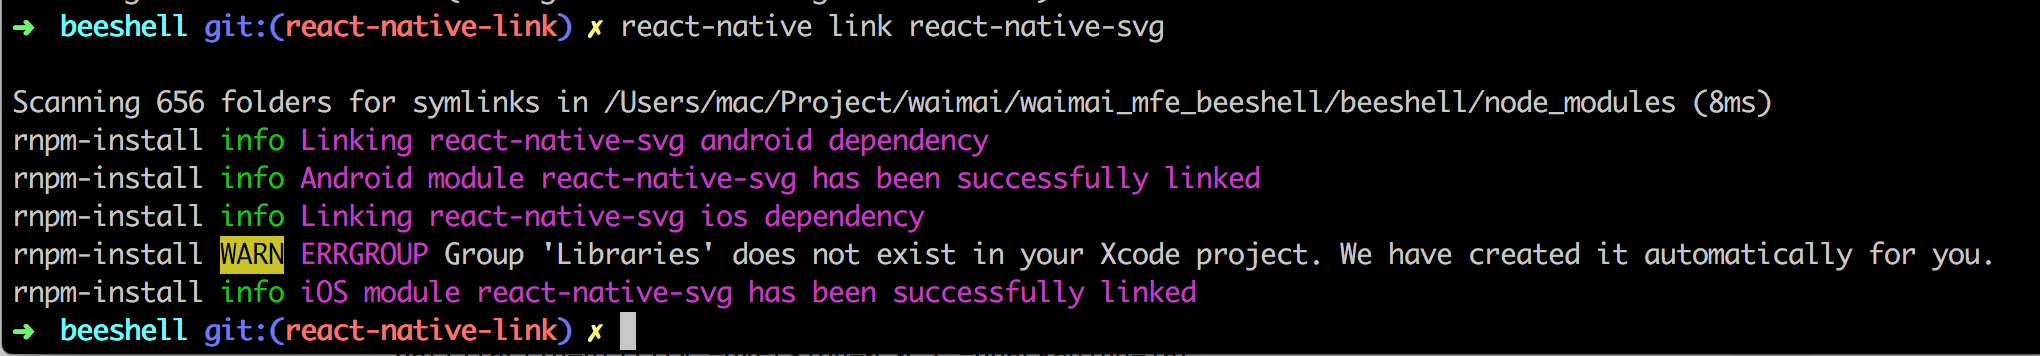 ➜ beeshell git:(react-native-link) ✗ react-native link react-native-svg
Scanning 656 folders for symlinks in /Users/mac/Project/waimai/waimai_mfe_beeshell/beeshell/node_modules (8ms)
rnpm-install info Linking react-native-svg android dependency
rnpm-install info Android module react-native-svg has been successfully linked
rnpm-install info Linking react-native-svg ios dependency
rnpm-install WARN ERRGROUP Group 'Libraries' does not exist in your Xcode project. We have created it automatically for you.
rnpm-install info iOS module react-native-svg has been successfully linked
➜ beeshell git:(react-native-link) ✗